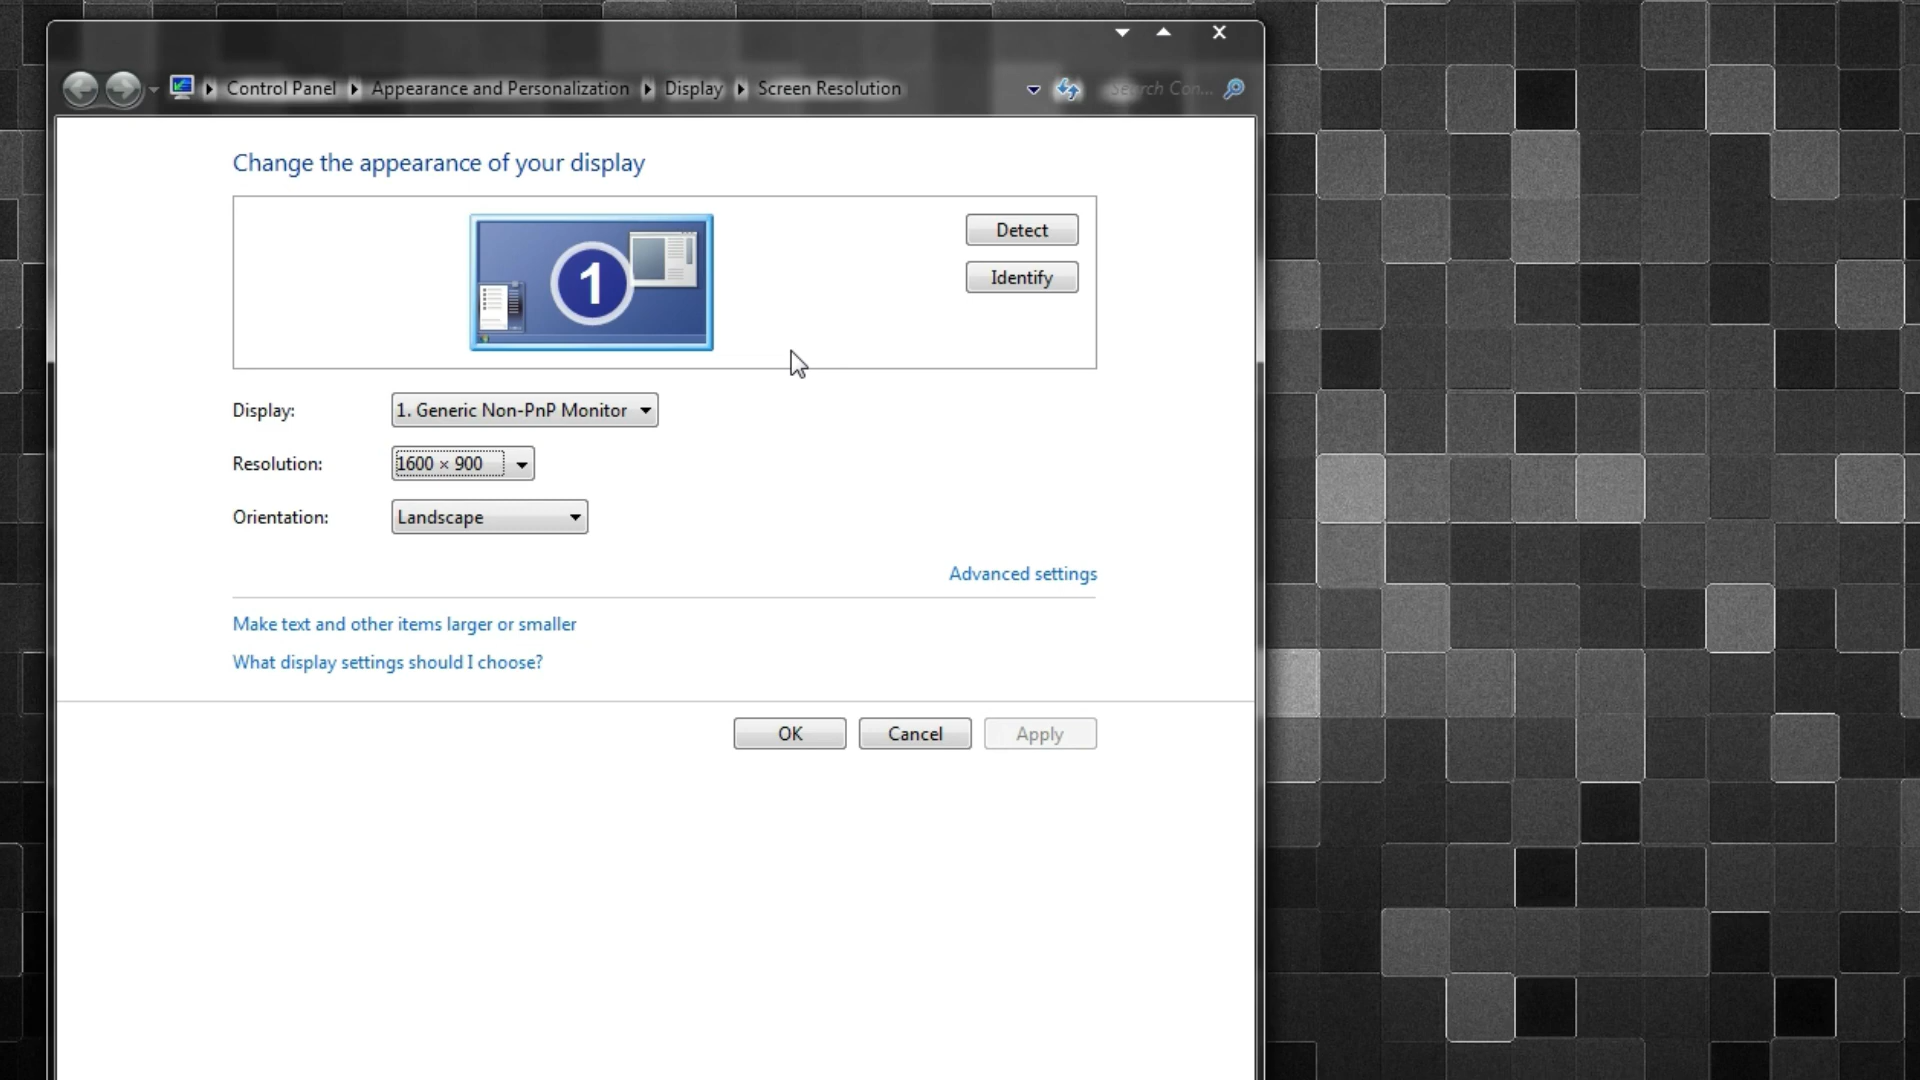 Control Panel Appearance and Personalization Display Screen Resolution Search Con...
Change the appearance of your display
1
Detect
Identify
Display: 1. Generic Non-PnP Monitor
Resolution: 1600 × 900
Orientation: Landscape
Advanced settings
Make text and other items larger or smaller
What display settings should I choose?
OK Cancel Apply